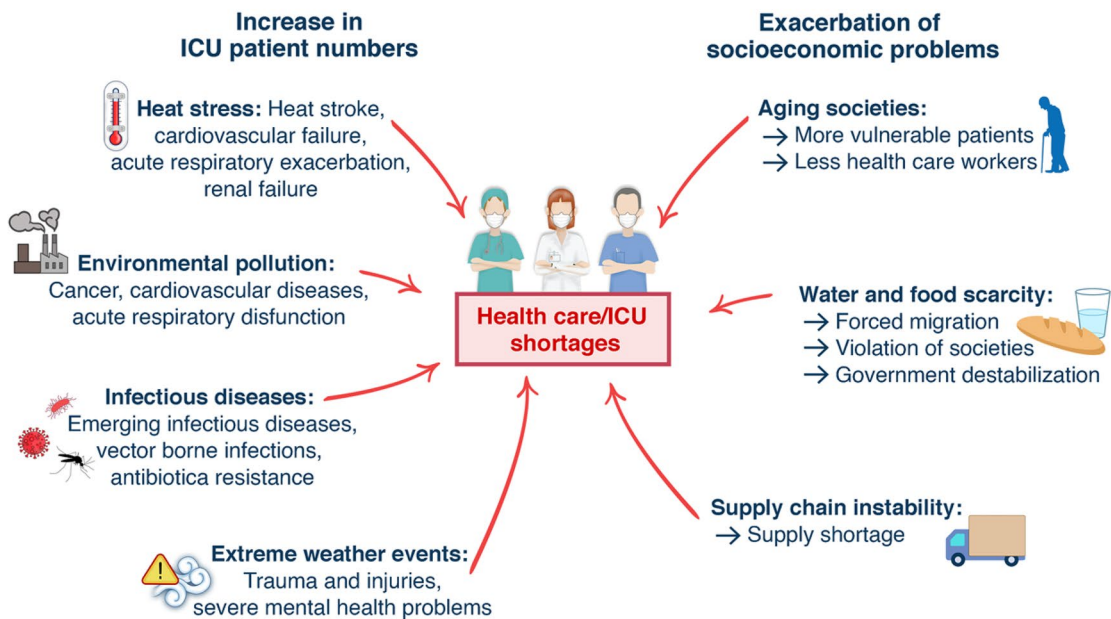 Increase in
ICU patient numbers
Heat stress: Heat stroke,
cardiovascular failure,
acute respiratory exacerbation,
renal failure
Environmental pollution:
Cancer, cardiovascular diseases,
acute respiratory disfunction
Infectious diseases:
Emerging infectious diseases,
vector borne infections,
antibiotica resistance
Extreme weather events:
Trauma and injuries,
severe mental health problems
Health care/ICU
shortages
Exacerbation of
socioeconomic problems
Aging societies:
→ More vulnerable patients
→ Less health care workers
Water and food scarcity:
→ Forced migration
→ Violation of societies
→ Government destabilization
Supply chain instability:
→ Supply shortage